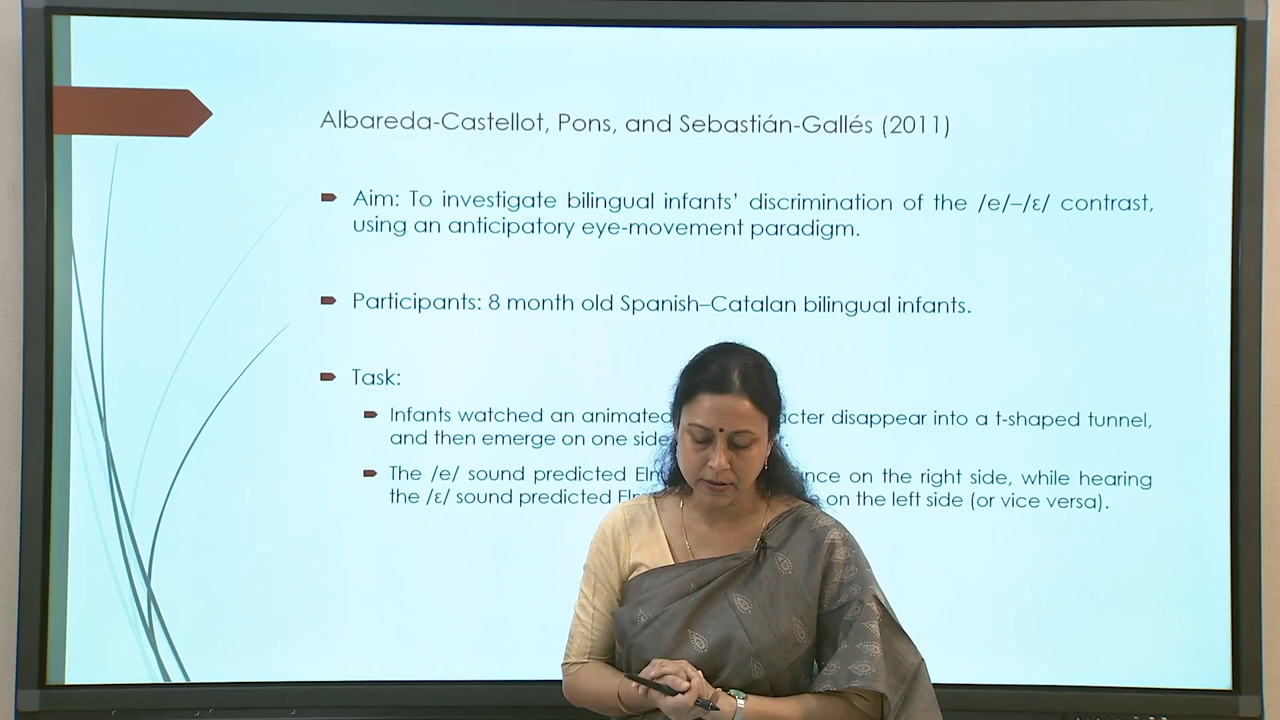 Albareda-Castellot, Pons, and Sebastián-Gallés (2011)
Aim: To investigate bilingual infants' discrimination of the /e/–/ε/ contrast,
using an anticipatory eye-movement paradigm.
Participants: 8 month old Spanish–Catalan bilingual infants.
Task:
Infants watched an animated disappear into a t-shaped tunnel,
and then emerge on one side
The /e/ sound predicted on the right side, while hearing
the /ε/ sound predicted on the left side (or vice versa).